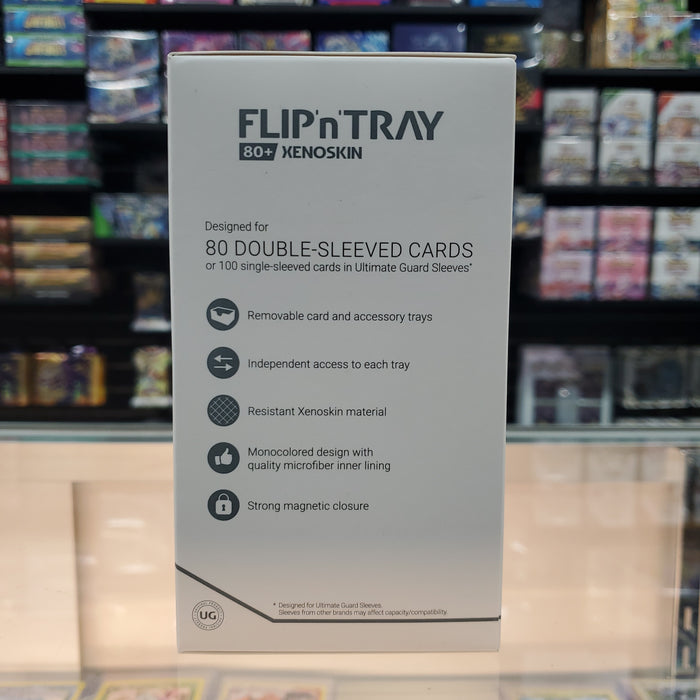 FLIP'n'TRAY
80+ XENOSKIN
Designed for
80 DOUBLE-SLEEVED CARDS
or 100 single-sleeved cards in Ultimate Guard Sleeves*
Removable card and accessory trays
Independent access to each tray
Resistant Xenoskin material
Monocolored design with
quality microfiber inner lining
Strong magnetic closure
* Designed for Ultimate Guard Sleeves.
Sleeves from other brands may affect capacity/compatibility.
UG